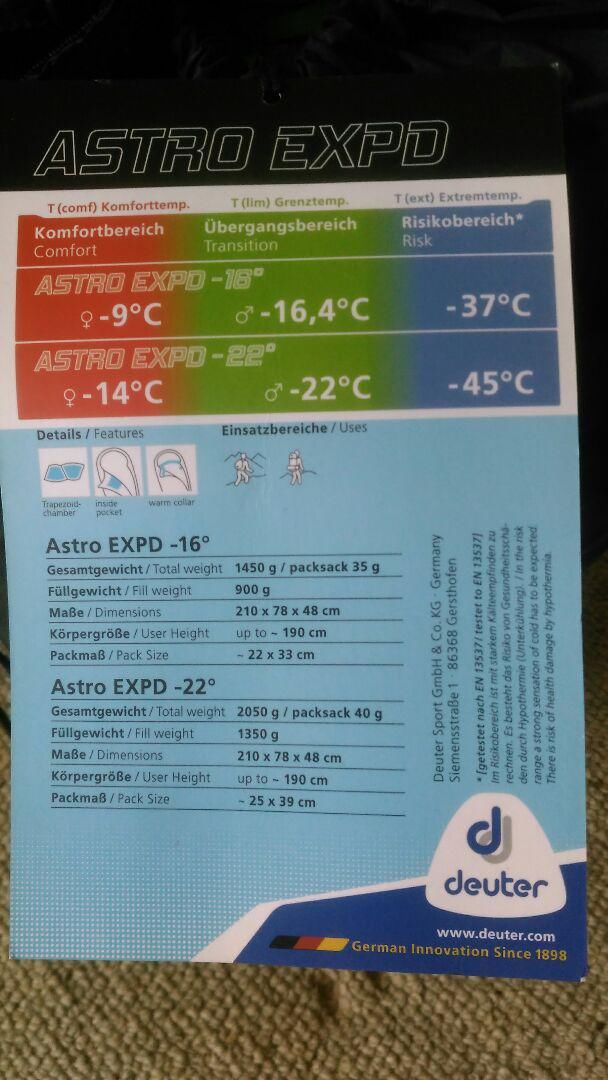 ASTRO EXPD
T (comf) Komforttemp. T (lim) Grenztemp. T (ext) Extremtemp.
Komfortbereich Übergangsbereich Risikobereich*
Comfort Transition Risk
ASTRO EXPD -16°
♀ -9°C ♂ -16,4°C -37°C
ASTRO EXPD -22°
♀ -14°C ♂ -22°C -45°C
Details / Features Einsatzbereiche / Uses
Trapezoid-
chamber
inside
pocket
warm collar
Astro EXPD -16°
Gesamtgewicht / Total weight 1450 g / packsack 35 g
Füllgewicht / Fill weight 900 g
Maße / Dimensions 210 x 78 x 48 cm
Körpergröße / User Height up to ~ 190 cm
Packmaß / Pack Size ~ 22 x 33 cm
Astro EXPD -22°
Gesamtgewicht / Total weight 2050 g / packsack 40 g
Füllgewicht / Fill weight 1350 g
Maße / Dimensions 210 x 78 x 48 cm
Körpergröße / User Height up to ~ 190 cm
Packmaß / Pack Size ~ 25 x 39 cm
Deuter Sport GmbH & Co. KG · Germany
Siemensstraße 1 · 86368 Gersthofen
* [getestet nach EN 13537 / testet to EN 13537]
Im Risikobereich ist mit starkem Kälteempfinden zu
rechnen. Es besteht das Risiko von Gesundheitsschä-
den durch Hypothermie (Unterkühlung). / In the risk
range a strong sensation of cold has to be expected.
There is risk of health damage by hypothermia.
d
deuter
www.deuter.com
German Innovation Since 1898